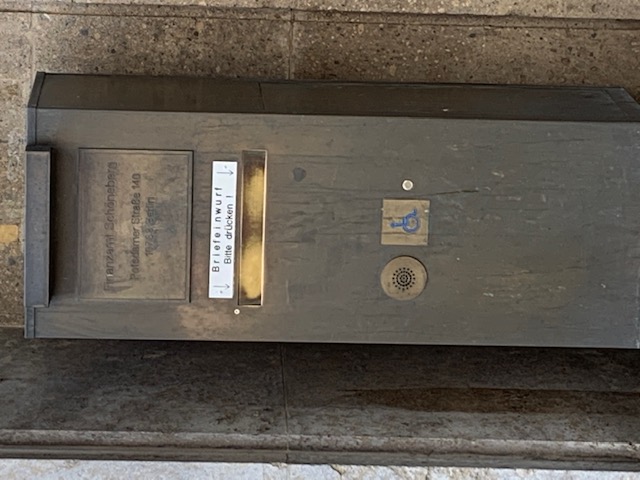 Finanzamt Schöneberg
Potsdamer Straße 140
Berlin
↓ Briefeinwurf ↓
Bitte drücken !